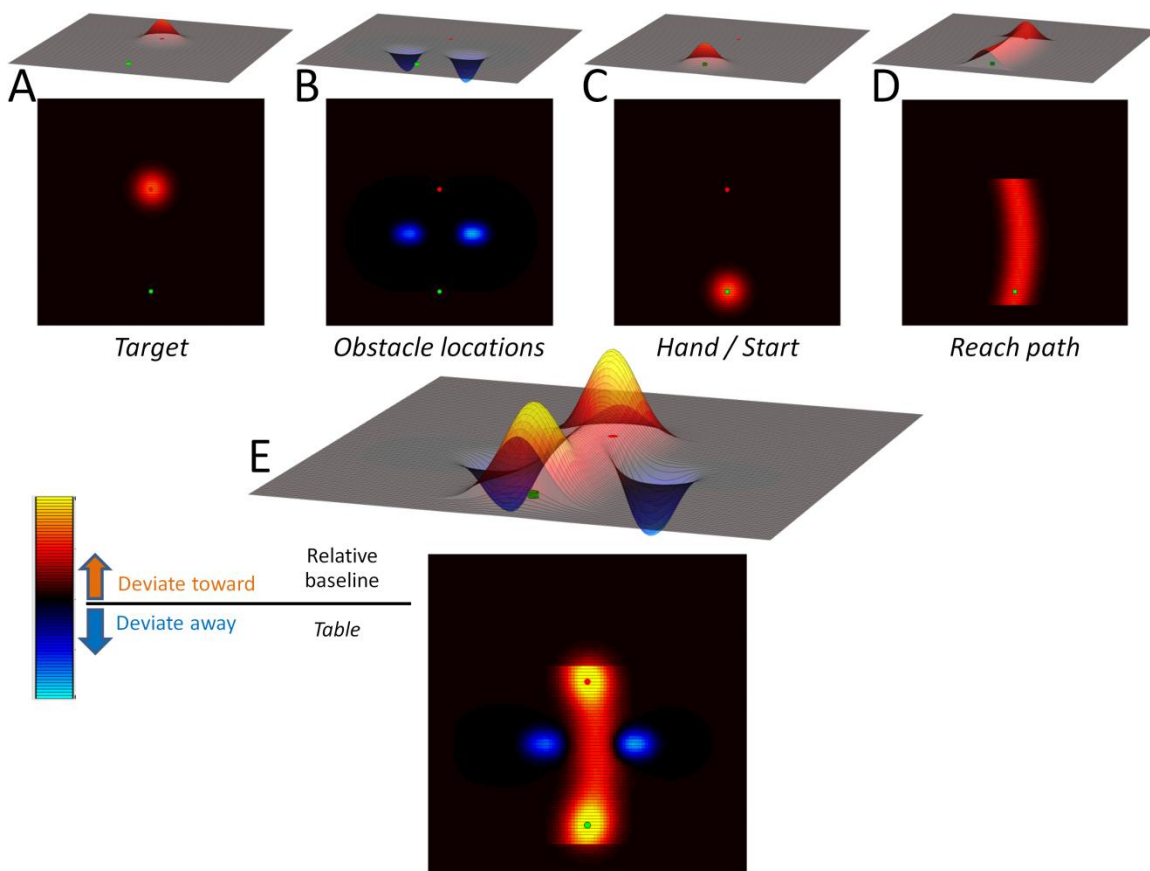 A
B
C
D
Target
Obstacle locations
Hand / Start
Reach path
E
Relative
baseline
Deviate toward
Deviate away
Table